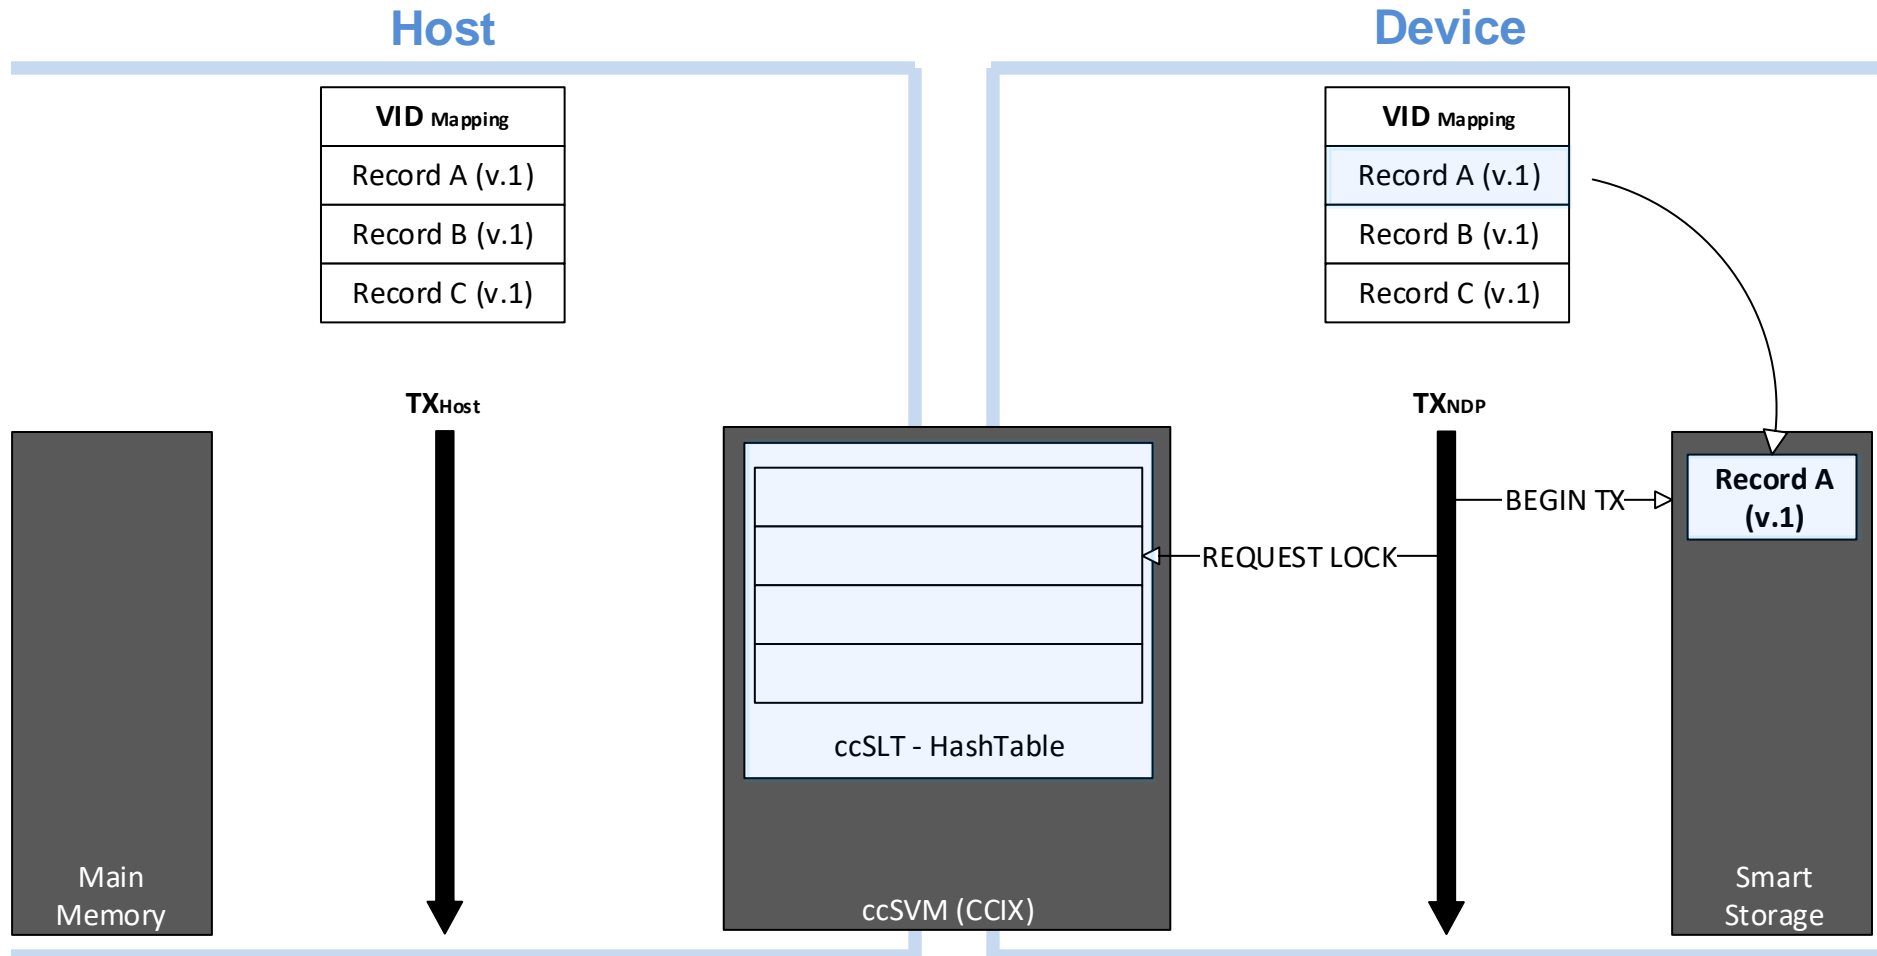 Host
Device
VID Mapping
Record A (v.1)
Record B (v.1)
Record C (v.1)
VID Mapping
Record A (v.1)
Record B (v.1)
Record C (v.1)
TXHost
TXNDP
Record A
(v.1)
BEGIN TX
REQUEST LOCK
ccSLT - HashTable
Main
Memory
ccSVM (CCIX)
Smart
Storage